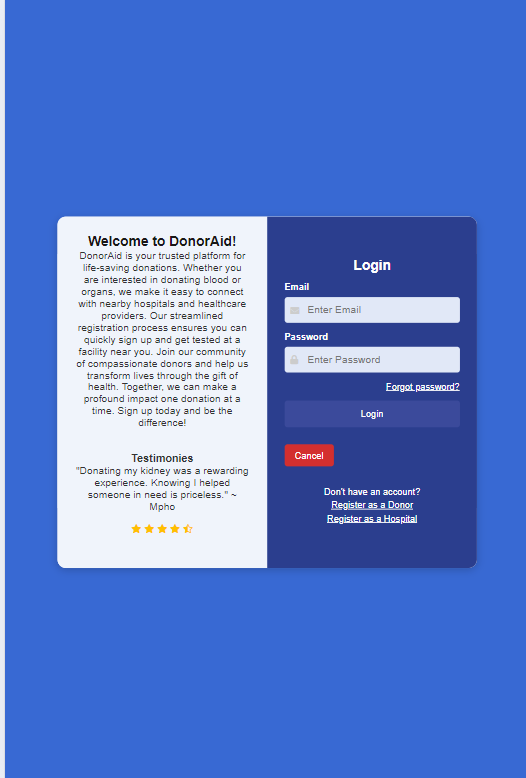 Welcome to DonorAid!
DonorAid is your trusted platform for
life-saving donations. Whether you
are interested in donating blood or
organs, we make it easy to connect
with nearby hospitals and healthcare
providers. Our streamlined
registration process ensures you can
quickly sign up and get tested at a
facility near you. Join our community
of compassionate donors and help us
transform lives through the gift of
health. Together, we can make a
profound impact one donation at a
time. Sign up today and be the
difference!
Testimonies
"Donating my kidney was a rewarding
experience. Knowing I helped
someone in need is priceless." ~
Mpho
Login
Email
Enter Email
Password
Enter Password
Forgot password?
Login
Cancel
Don't have an account?
Register as a Donor
Register as a Hospital